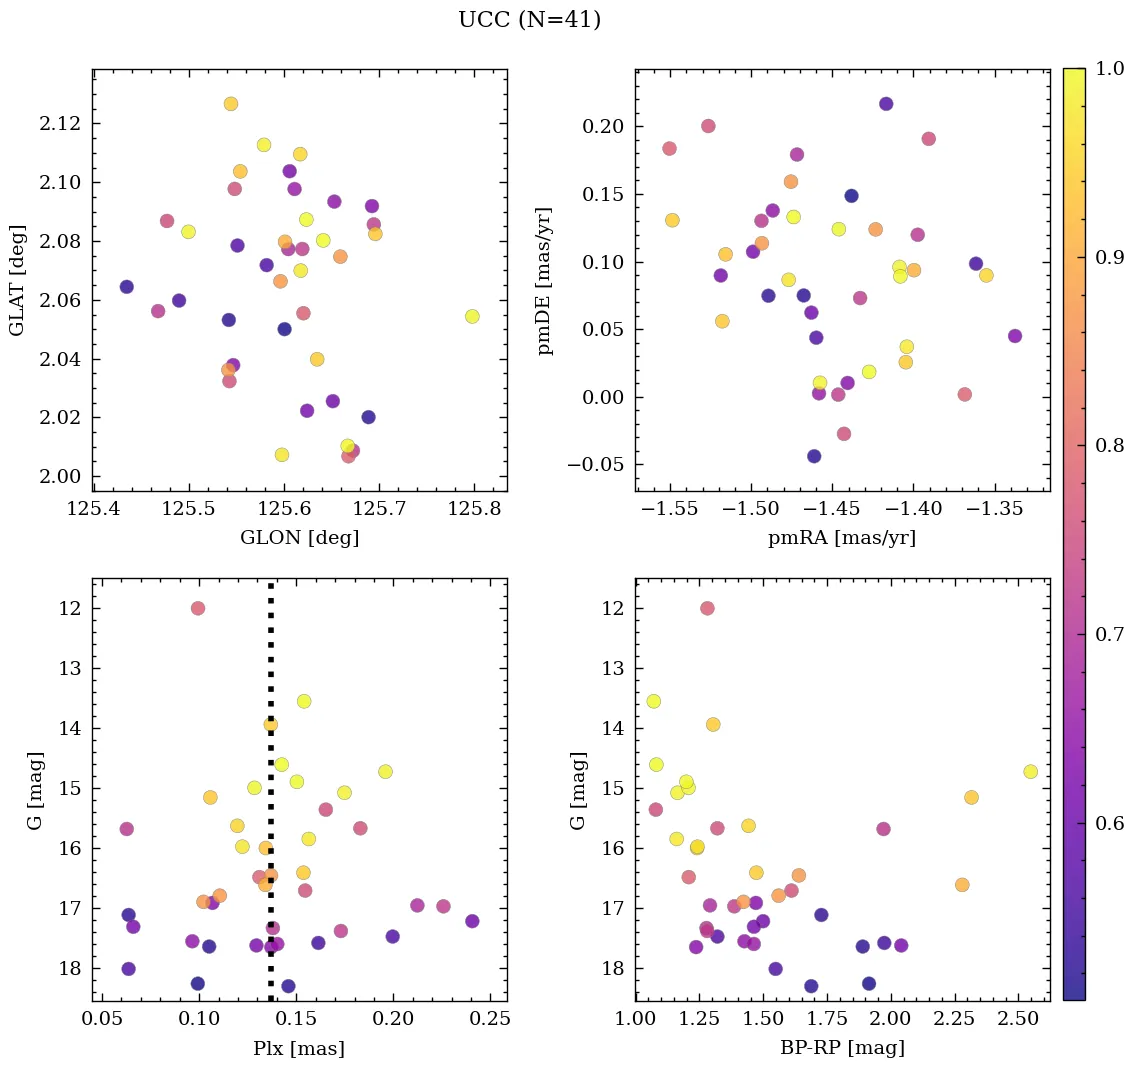 UCC (N=41)
2.12
2.10
2.08
2.06
2.04
2.02
2.00
GLAT [deg]
125.4 125.5 125.6 125.7 125.8
GLON [deg]
0.20
0.15
0.10
0.05
0.00
−0.05
pmDE [mas/yr]
−1.55 −1.50 −1.45 −1.40 −1.35
pmRA [mas/yr]
1.0
0.9
0.8
0.7
0.6
12
13
14
15
16
17
18
G [mag]
0.05 0.10 0.15 0.20 0.25
Plx [mas]
12
13
14
15
16
17
18
G [mag]
1.00 1.25 1.50 1.75 2.00 2.25 2.50
BP-RP [mag]